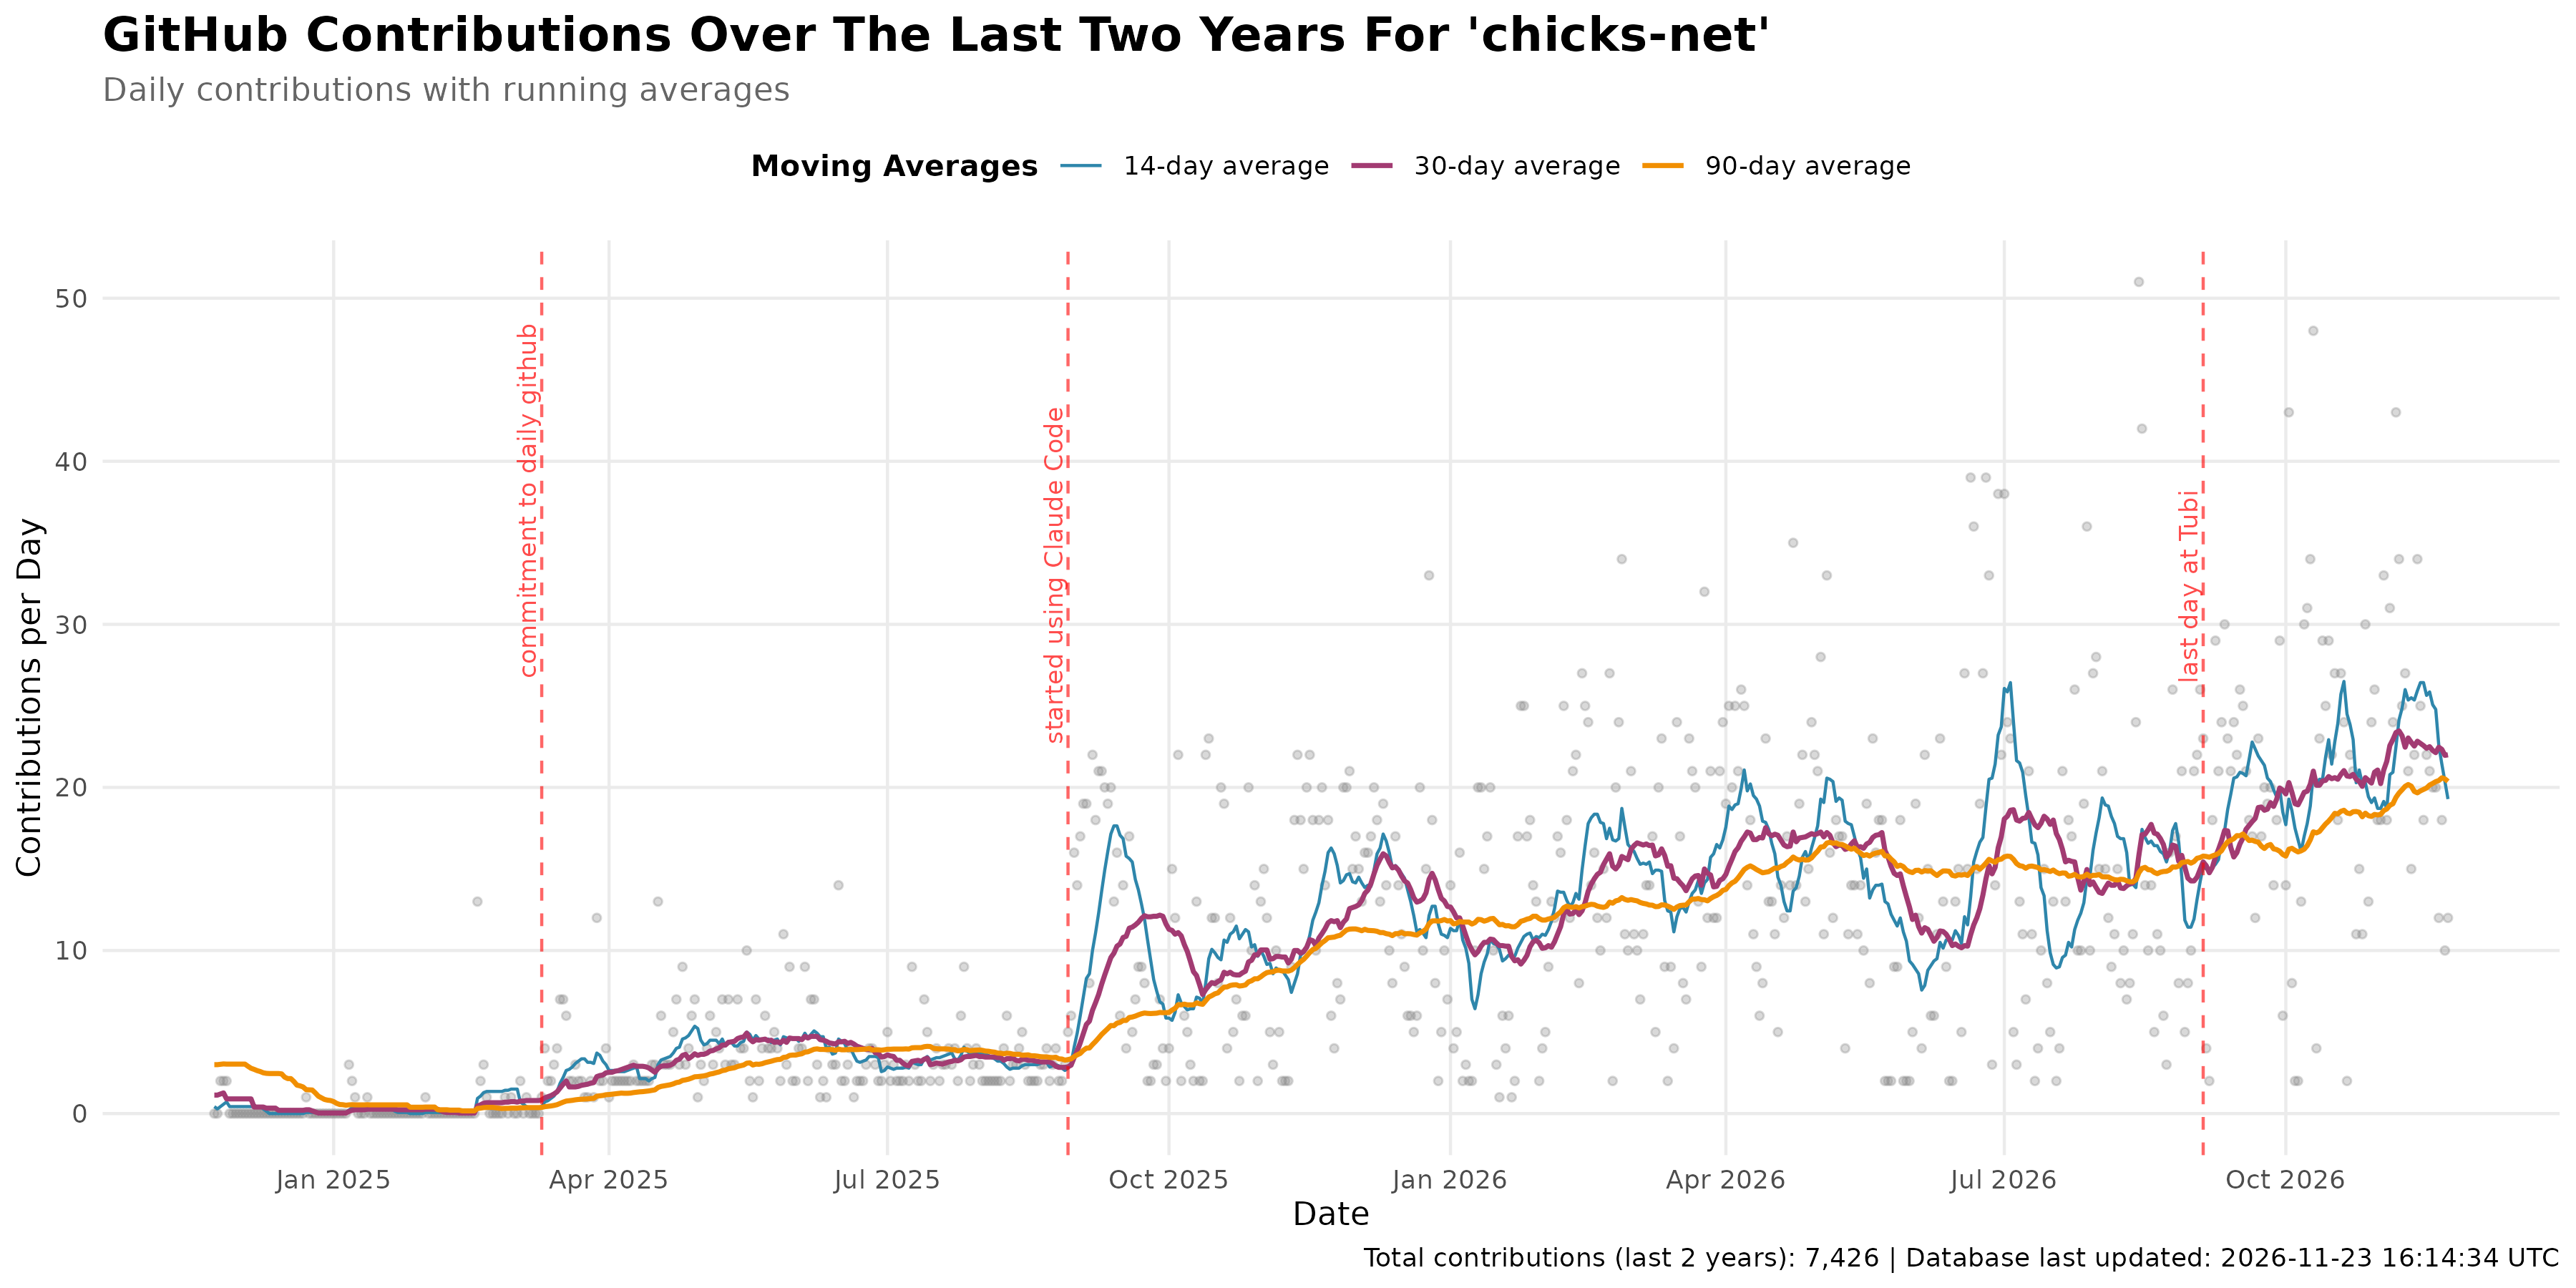 GitHub Contributions Over The Last Two Years For 'chicks-net'
Daily contributions with running averages
Moving Averages 14-day average 30-day average 90-day average
Contributions per Day
50
40
30
20
10
0
commitment to daily github
started using Claude Code
last day at Tubi
Jan 2025 Apr 2025 Jul 2025 Oct 2025 Jan 2026 Apr 2026 Jul 2026 Oct 2026
Date
Total contributions (last 2 years): 7,426 | Database last updated: 2026-11-23 16:14:34 UTC